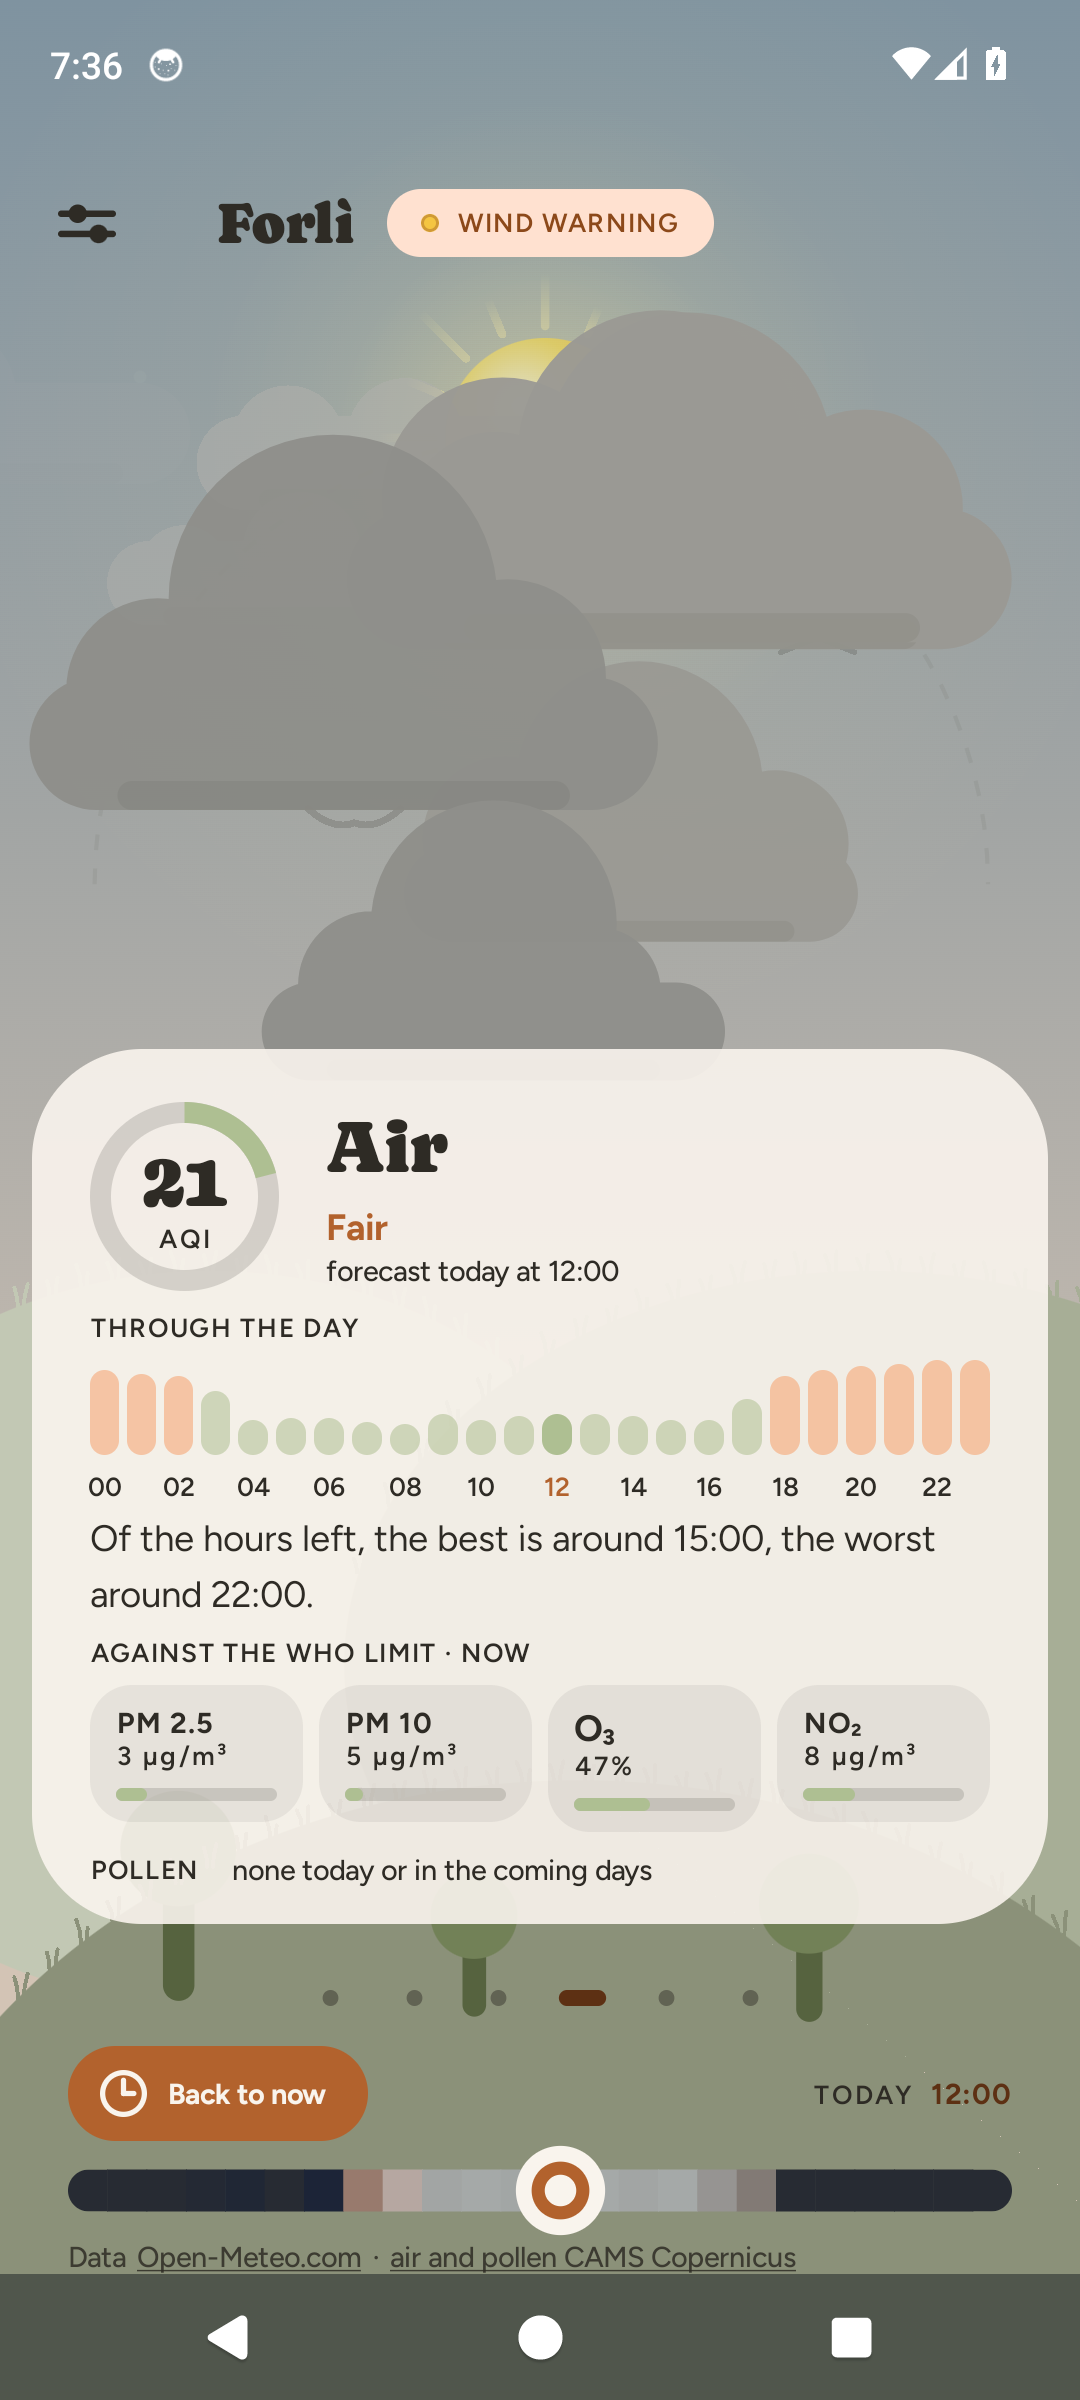 7:36
Forlì
WIND WARNING
21
AQI
Air
Fair
forecast today at 12:00
THROUGH THE DAY
00 02 04 06 08 10 12 14 16 18 20 22
Of the hours left, the best is around 15:00, the worst
around 22:00.
AGAINST THE WHO LIMIT · NOW
PM 2.5
3 µg/m³
PM 10
5 µg/m³
O₃
47%
NO₂
8 µg/m³
POLLEN none today or in the coming days
Back to now
TODAY 12:00
Data Open-Meteo.com · air and pollen CAMS Copernicus